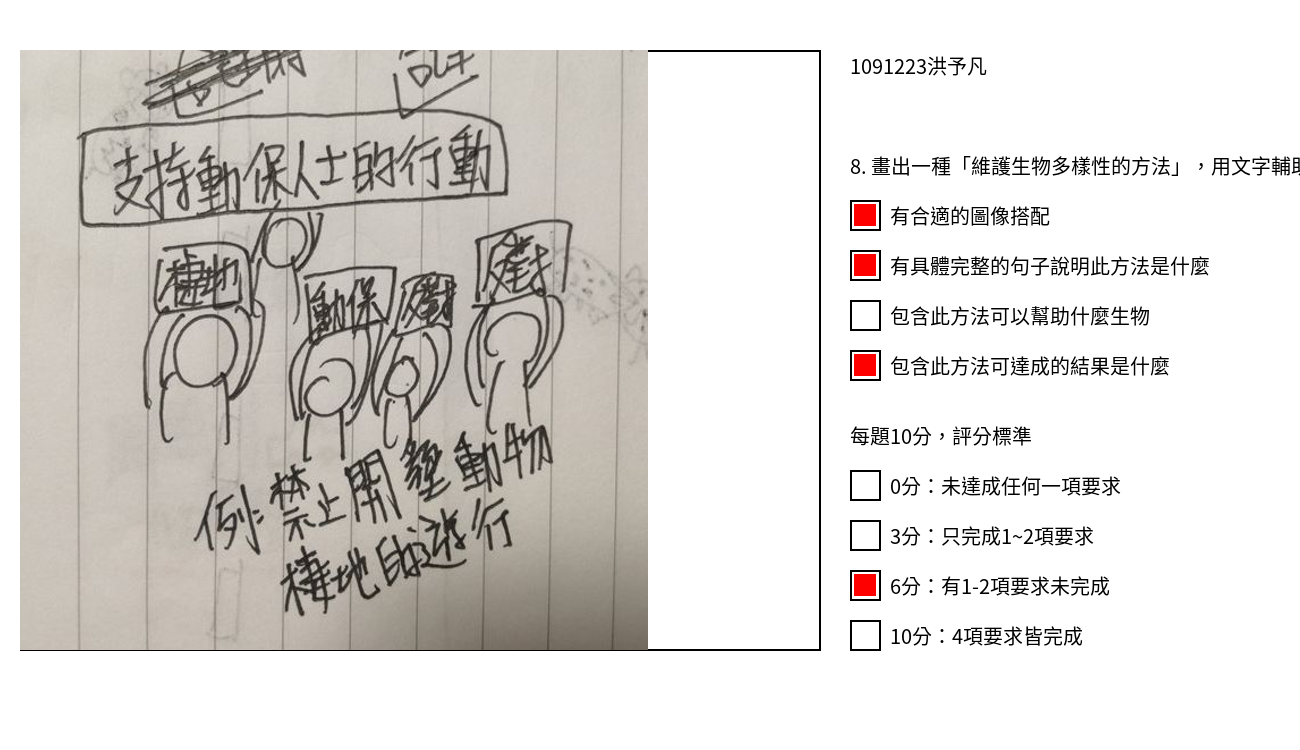 支持動保人士的行動
棲地
動保
例:禁止開墾動物
棲地的遊行
1091223洪予凡
8. 畫出一種「維護生物多樣性的方法」，用文字輔助
有合適的圖像搭配
有具體完整的句子說明此方法是什麼
包含此方法可以幫助什麼生物
包含此方法可達成的結果是什麼
每題10分，評分標準
0分：未達成任何一項要求
3分：只完成1~2項要求
6分：有1-2項要求未完成
10分：4項要求皆完成